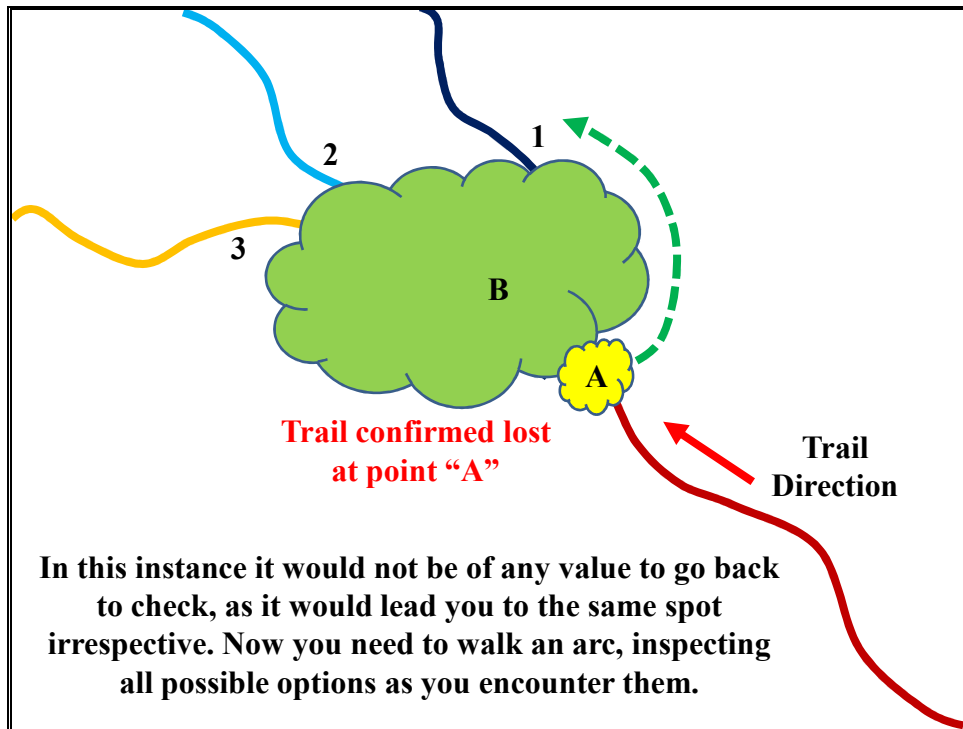 1
2
3
B
A
Trail confirmed lost
at point “A”
Trail
Direction
In this instance it would not be of any value to go back
to check, as it would lead you to the same spot
irrespective. Now you need to walk an arc, inspecting
all possible options as you encounter them.